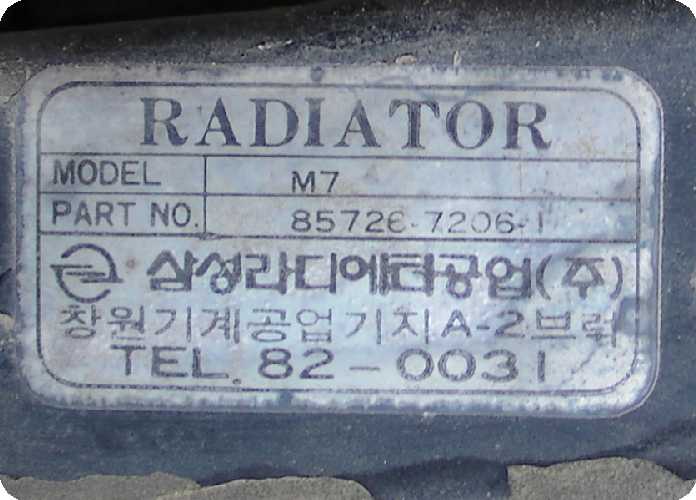 RADIATOR
MODEL M7
PART NO. 85726-7206-1
삼성라디에터공업(주)
창원기계공업기지A-2브럭
TEL. 82-0031